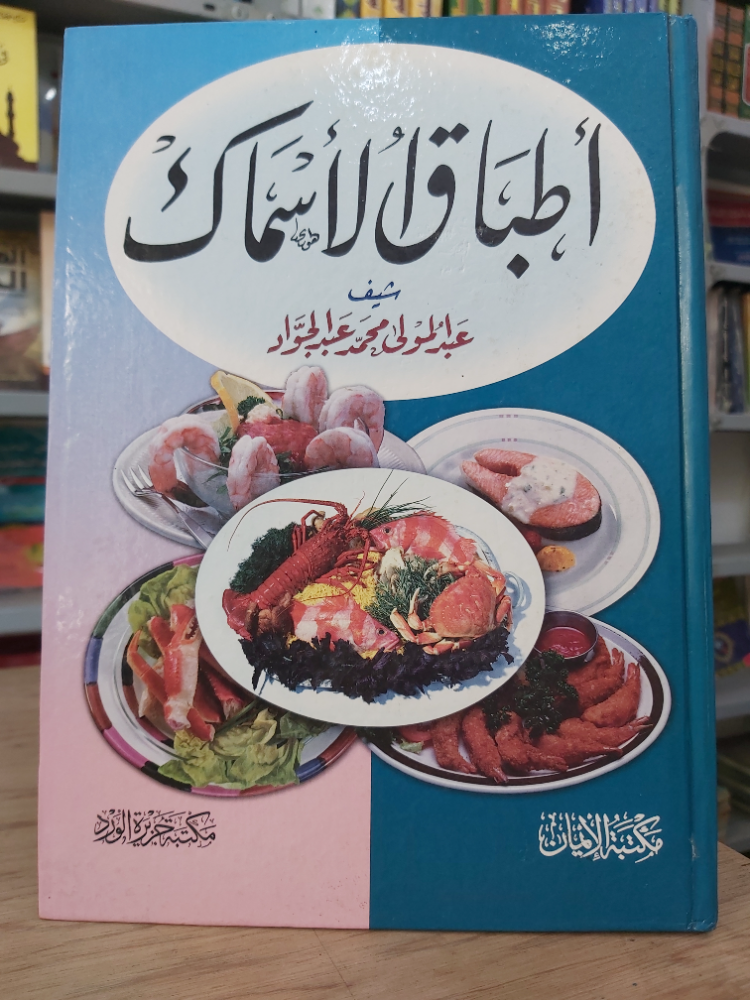 أطباق الأسماك
شيف
عبد المولى محمد عبد الجواد
مكتبة الإيمان
مكتبة جزيرة الورد